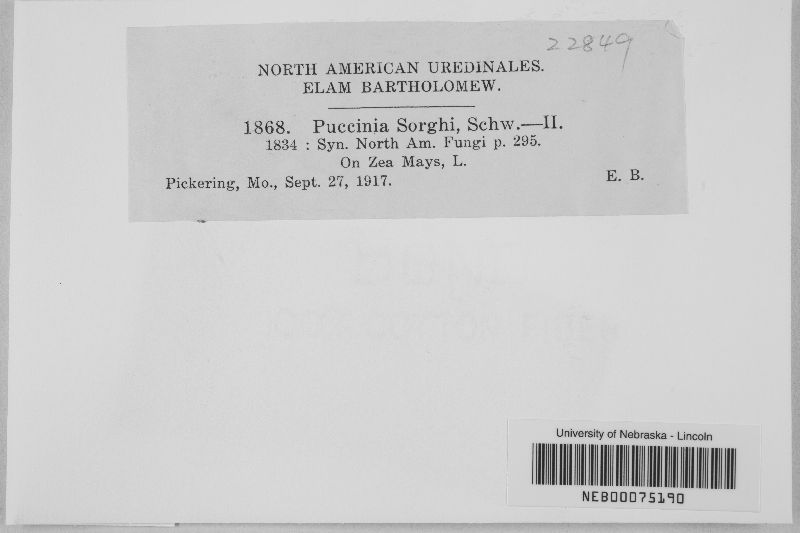 22849
NORTH AMERICAN UREDINALES.
ELAM BARTHOLOMEW.
1868. Puccinia Sorghi, Schw.—II.
1834 : Syn. North Am. Fungi p. 295.
On Zea Mays, L.
Pickering, Mo., Sept. 27, 1917. E. B.
University of Nebraska - Lincoln
NEB00075190